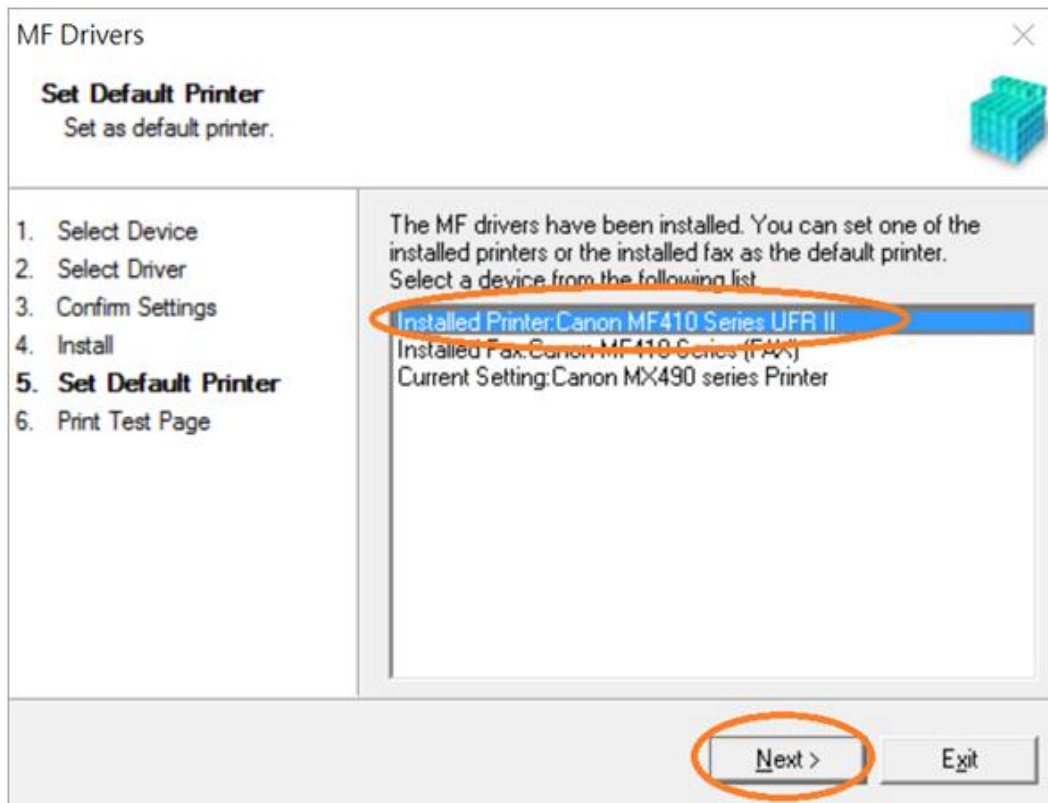 MF Drivers
Set Default Printer
Set as default printer.
1. Select Device
2. Select Driver
3. Confirm Settings
4. Install
5. Set Default Printer
6. Print Test Page
The MF drivers have been installed. You can set one of the
installed printers or the installed fax as the default printer.
Select a device from the following list.
Installed Printer:Canon MF410 Series UFR II
Installed Fax:Canon MF410 Series (FAX)
Current Setting:Canon MX490 series Printer
Next >
Exit